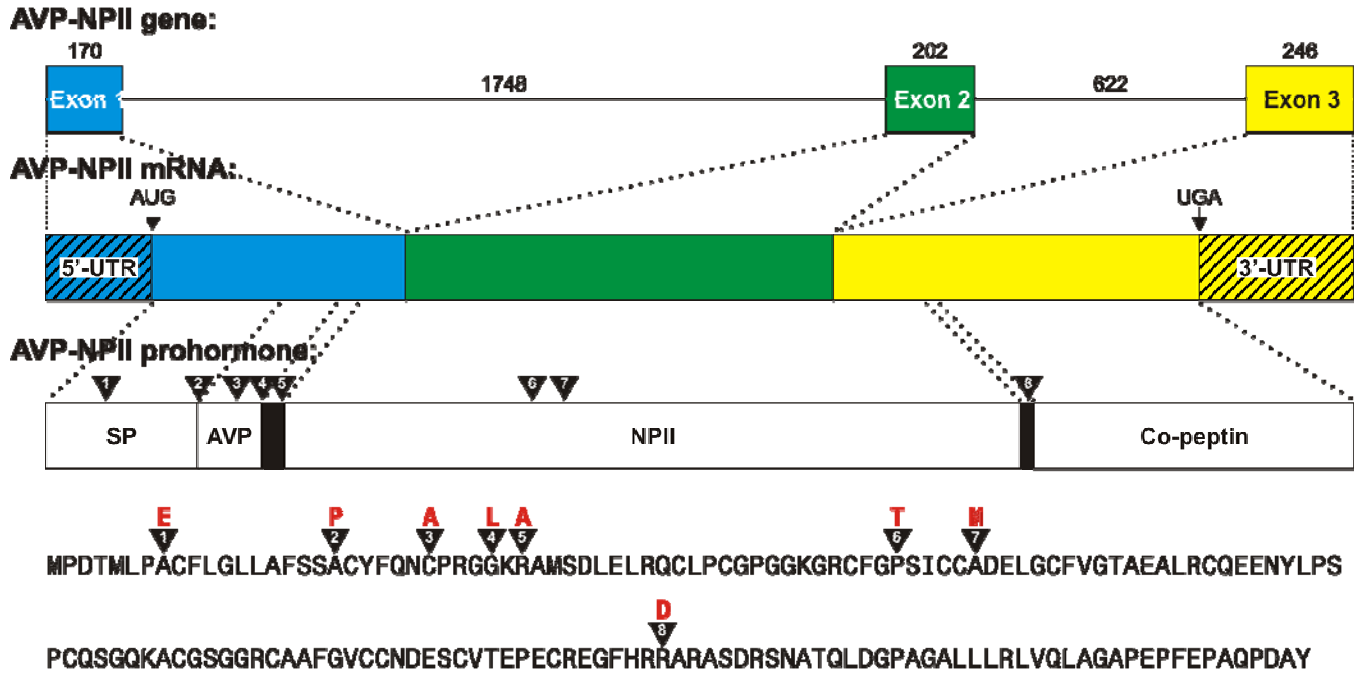 AVP-NPII gene:
170 202 246
1748 622
Exon 1 Exon 2 Exon 3
AVP-NPII mRNA:
AUG UGA
5'-UTR 3'-UTR
AVP-NPII prohormone:
1 2 3 4 5 6 7 8
SP AVP NPII Co-peptin
E P A L A T M
1 2 3 4 5 6 7
MPDTMLPACFLGLLAFSSACYFQNCPRGGKRAMSDLELRQCLPCGPGGKGRCFGPSICCADELGCFVGTAEALRCQEENYLPS
D
8
PCQSGQKACGSGGRCAAFGVCCNDESCVTEPECREGFHRRARASDRSNATQLDGPAGALLLRLVQLAGAPEPFEPAQPDAY